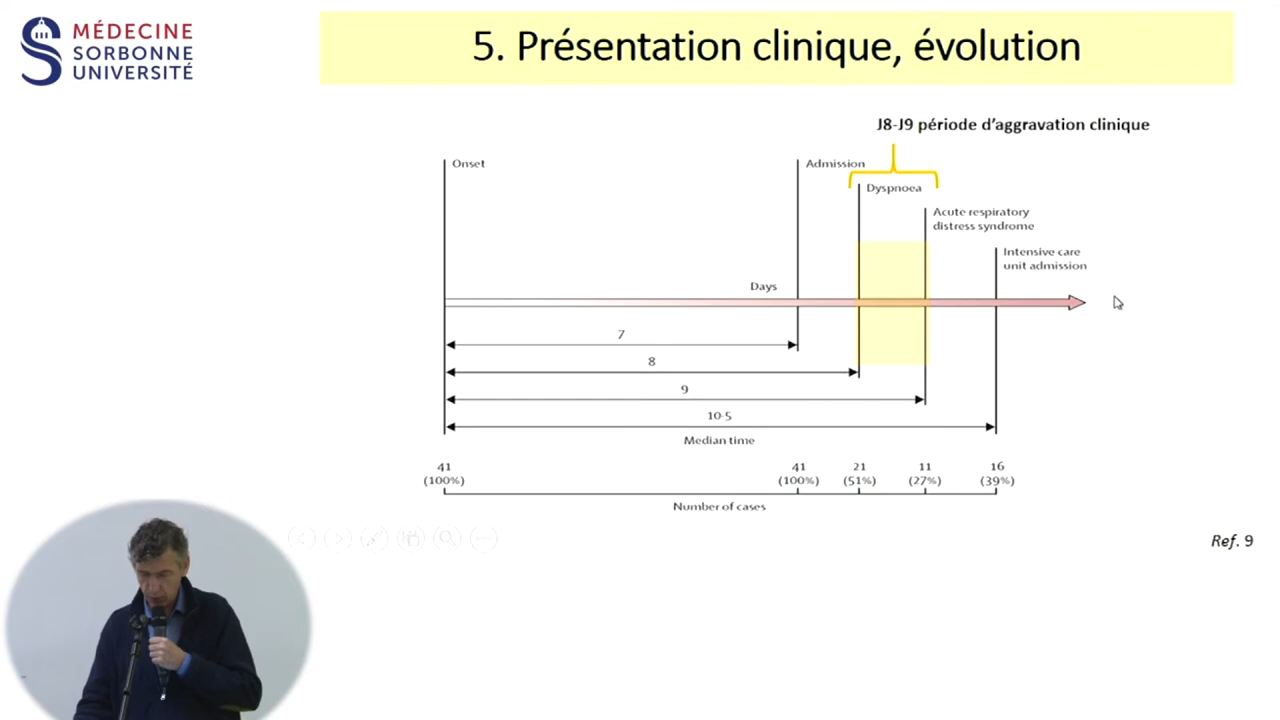 MÉDECINE
SORBONNE
UNIVERSITÉ
5. Présentation clinique, évolution
J8-J9 période d'aggravation clinique
Onset
Admission
Dyspnoea
Acute respiratory
distress syndrome
Intensive care
unit admission
Days
7
8
9
10·5
Median time
41 41 21 11 16
(100%) (100%) (51%) (27%) (39%)
Number of cases
Ref. 9